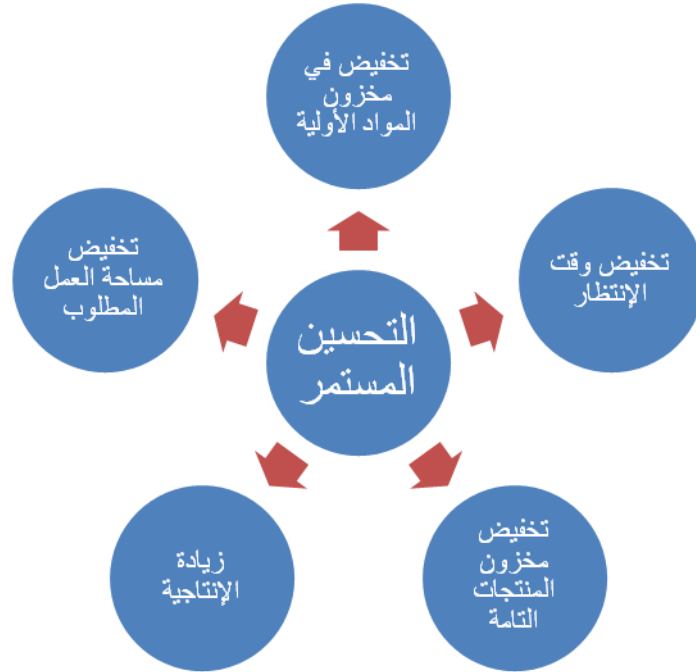 تخفيض في
مخزون
المواد الأولية
تخفيض وقت
الإنتظار
تخفيض
مساحة العمل
المطلوب
التحسين
المستمر
تخفيض
مخزون
المنتجات
التامة
زيادة
الإنتاجية